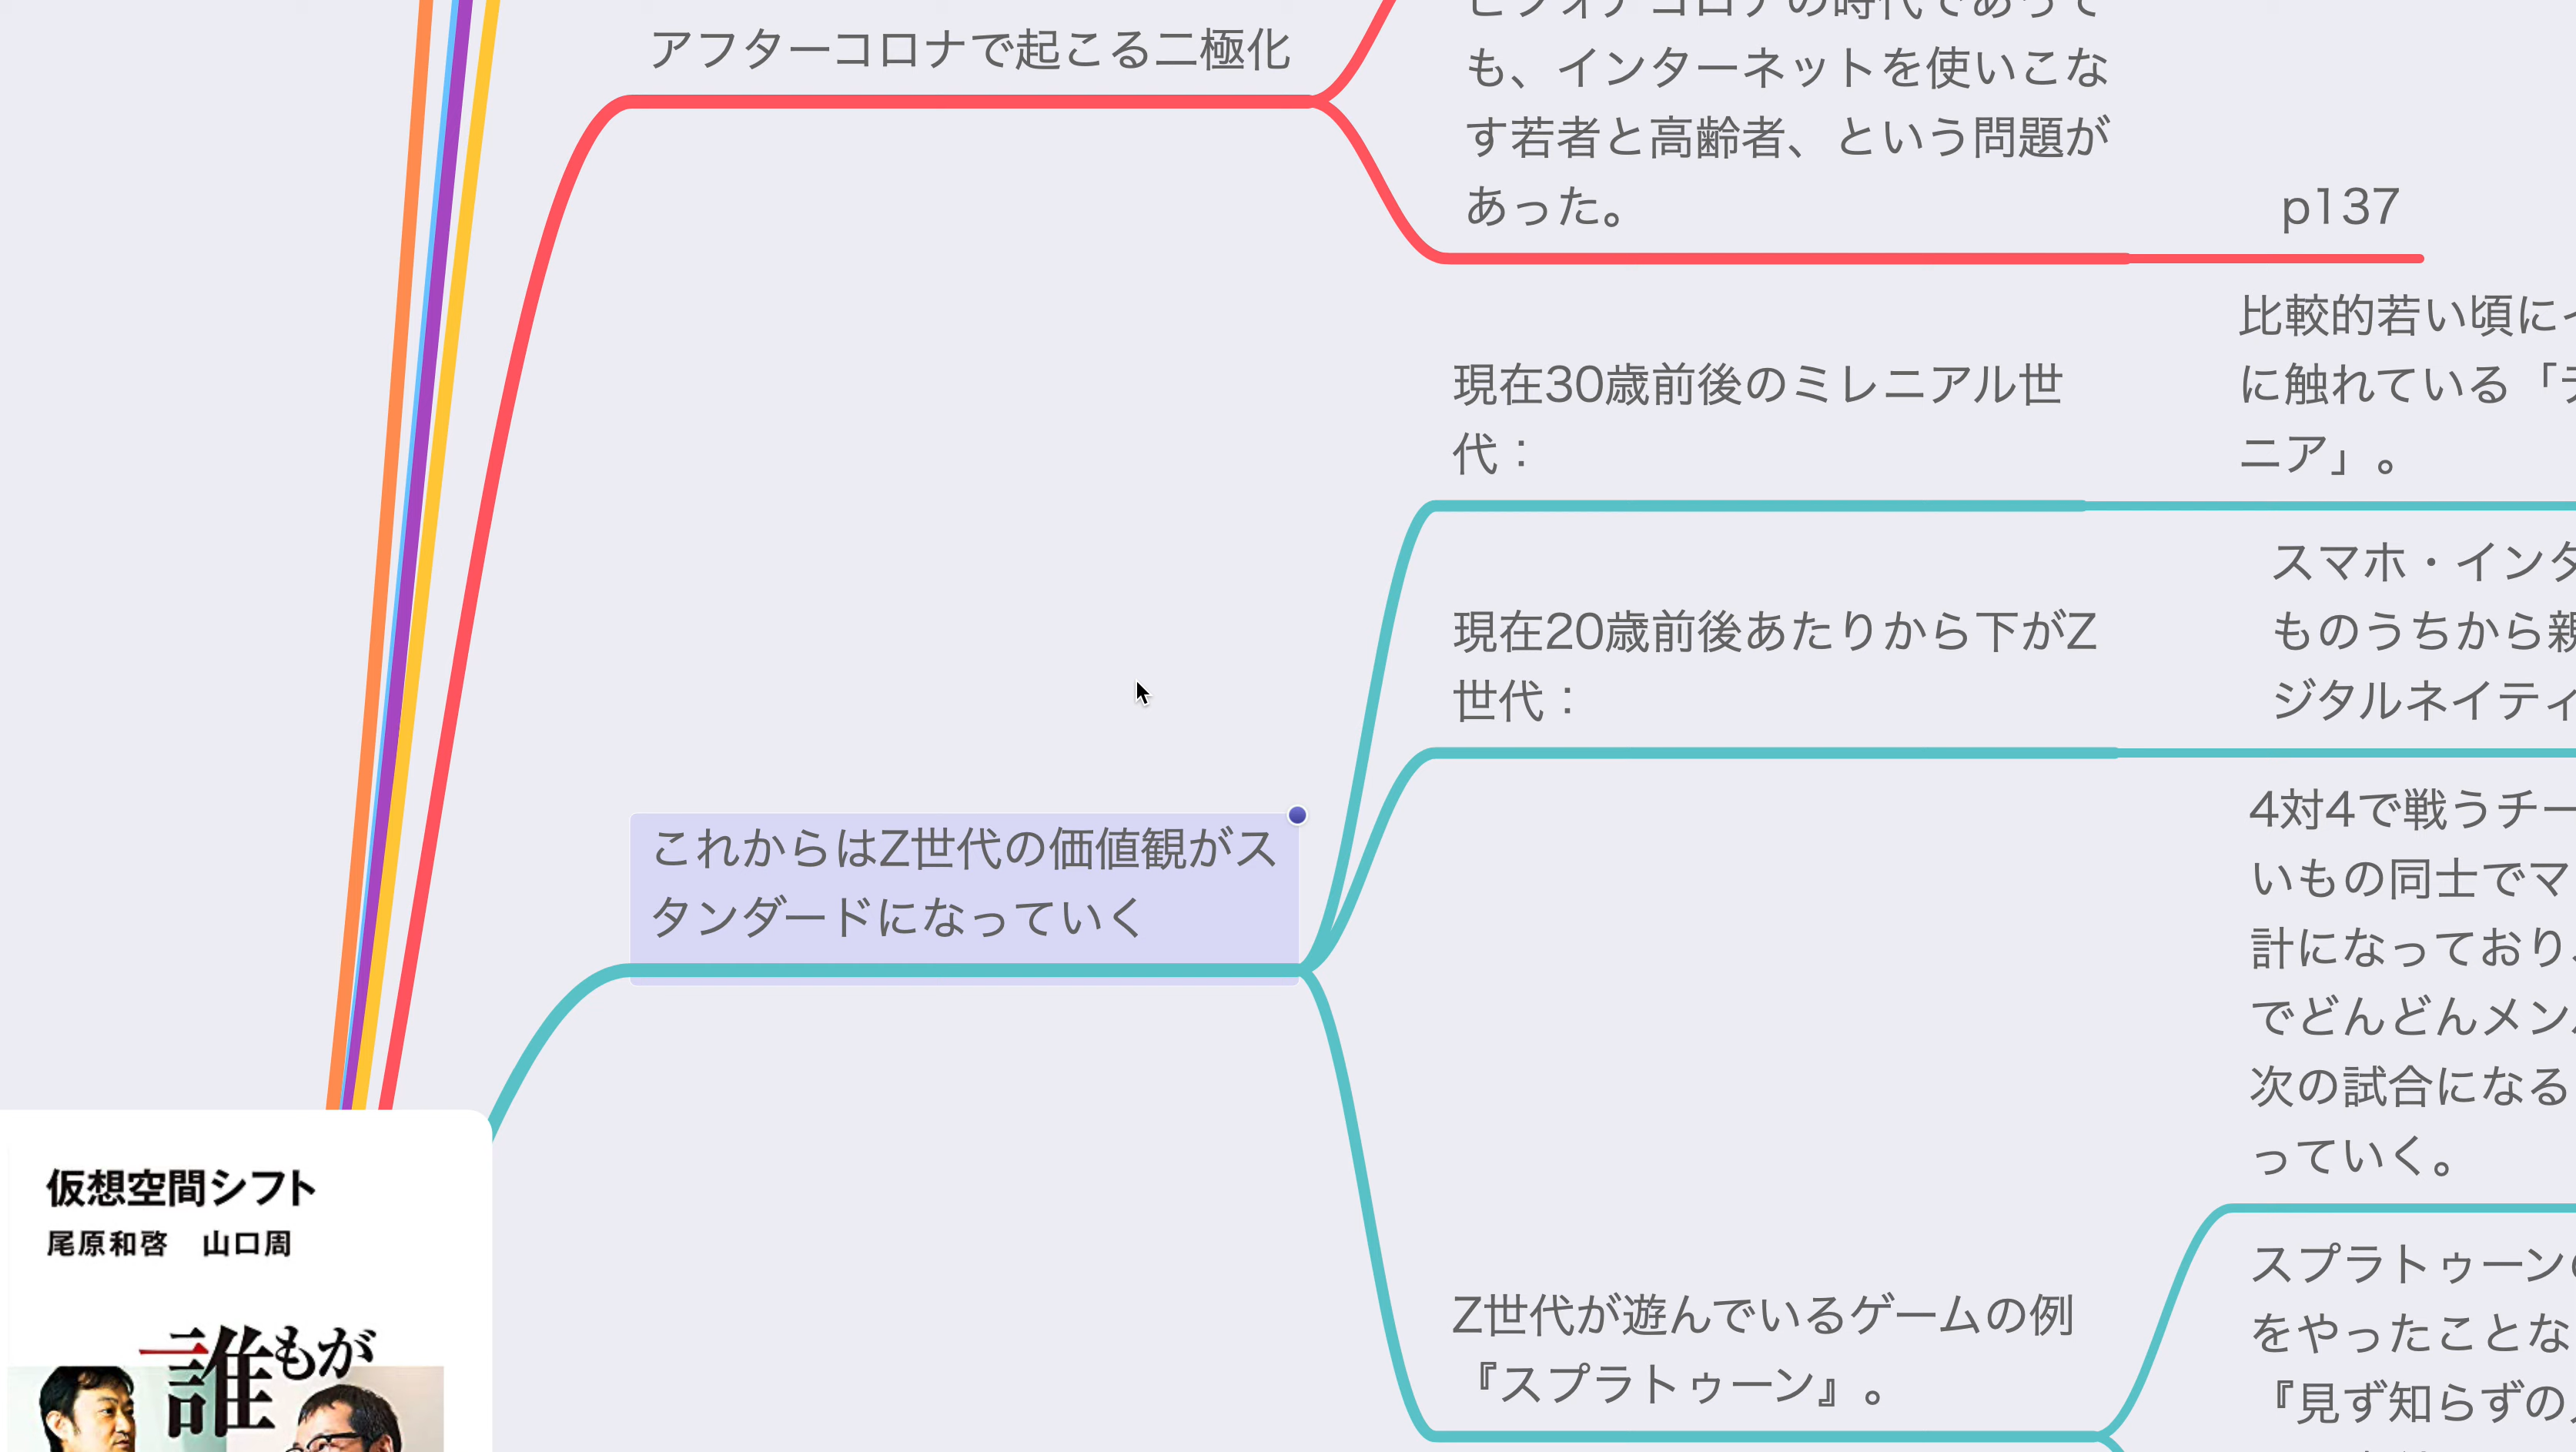 アフターコロナで起こる二極化
も、インターネットを使いこな
す若者と高齢者、という問題が
あった。
p137
現在30歳前後のミレニアル世
代：
比較的若い頃に
に触れている「
ニア」。
現在20歳前後あたりから下がZ
世代：
スマホ・インタ
ものうちから親
ジタルネイティ
これからはZ世代の価値観がス
タンダードになっていく
4対4で戦うチー
いもの同士でマ
計になっており、
でどんどんメン
次の試合になる
っていく。
Z世代が遊んでいるゲームの例
『スプラトゥーン』。
スプラトゥーン
をやったことな
『見ず知らずの
仮想空間シフト
尾原和啓　山口周
誰もが